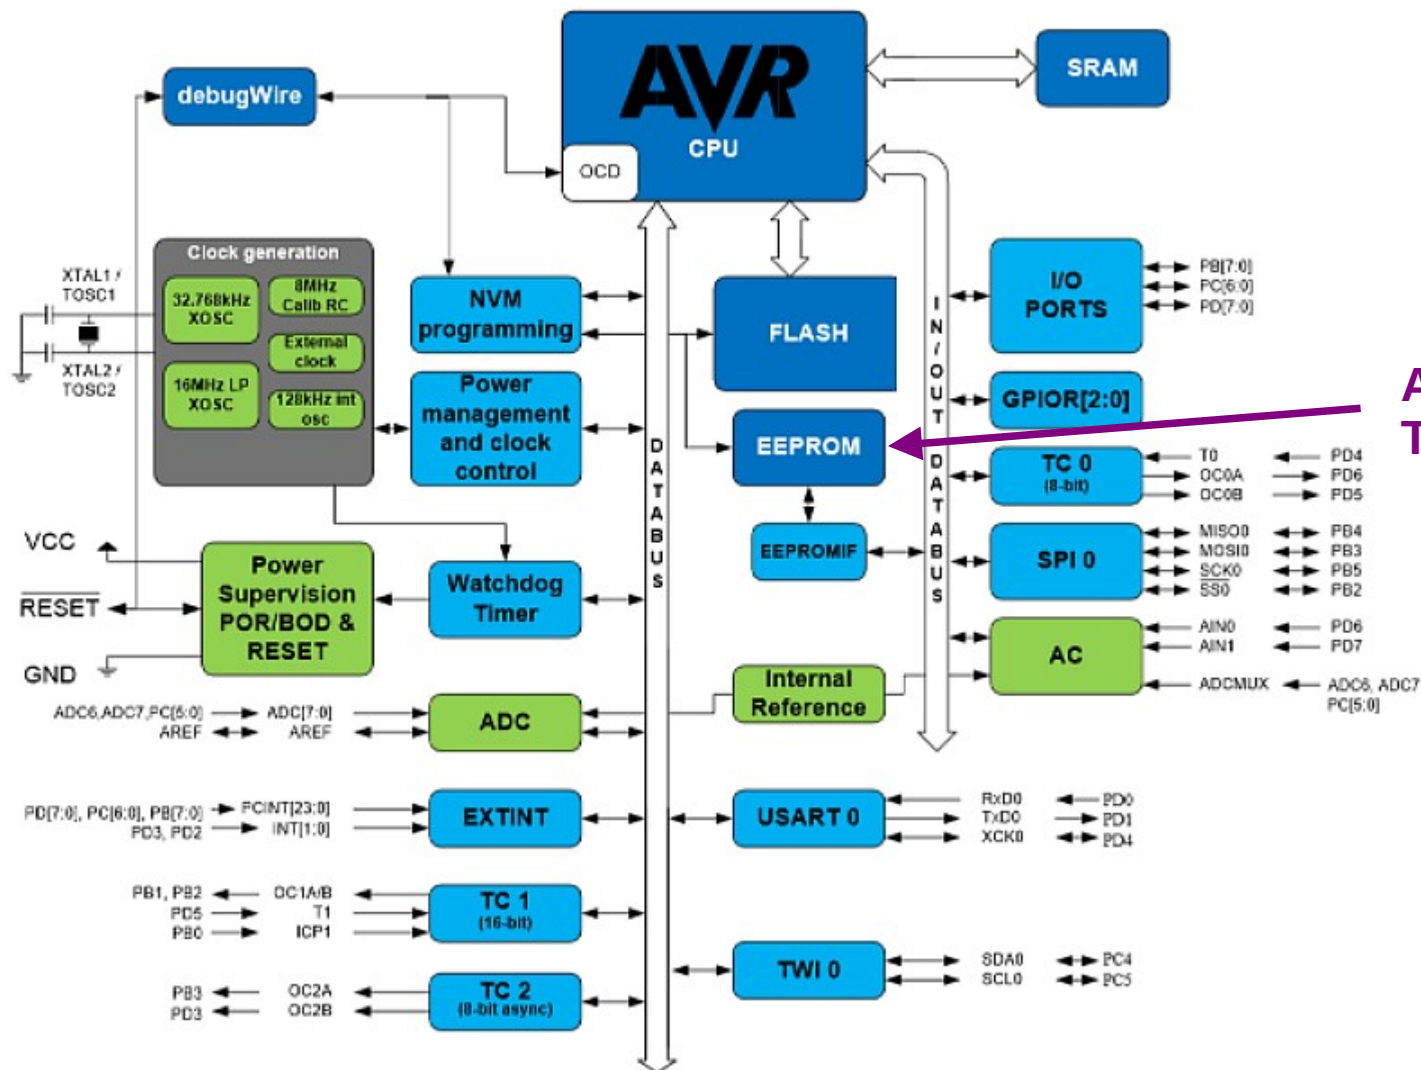 AVR
CPU
OCD
SRAM
debugWire
Clock generation
XTAL1 /
TOSC1
32.768kHz
XOSC
8MHz
Calib RC
External
clock
XTAL2 /
TOSC2
16MHz LP
XOSC
128kHz int
osc
NVM
programming
Power
management
and clock
control
FLASH
EEPROM
EEPROMIF
DATABUS
IN/OUT DATABUS
I/O
PORTS
PB[7:0]
PC[6:0]
PD[7:0]
GPIOR[2:0]
A
T
TC 0
(8-bit)
T0 PD4
OC0A PD6
OC0B PD5
SPI 0
MISO0 PB4
MOSI0 PB3
SCK0 PB5
SS0 PB2
AC
AIN0 PD6
AIN1 PD7
ADCMUX ADC6, ADC7
PC[5:0]
VCC
RESET
GND
Power
Supervision
POR/BOD &
RESET
Watchdog
Timer
Internal
Reference
ADC6,ADC7,PC[5:0] ADC[7:0]
AREF AREF
ADC
PD[7:0], PC[6:0], PB[7:0] PCINT[23:0]
PD3, PD2 INT[1:0]
EXTINT
USART 0
RxD0 PD0
TxD0 PD1
XCK0 PD4
PB1, PB2 OC1A/B
PD5 T1
PB0 ICP1
TC 1
(16-bit)
TWI 0
SDA0 PC4
SCL0 PC5
PB3 OC2A
PD3 OC2B
TC 2
(8-bit async)